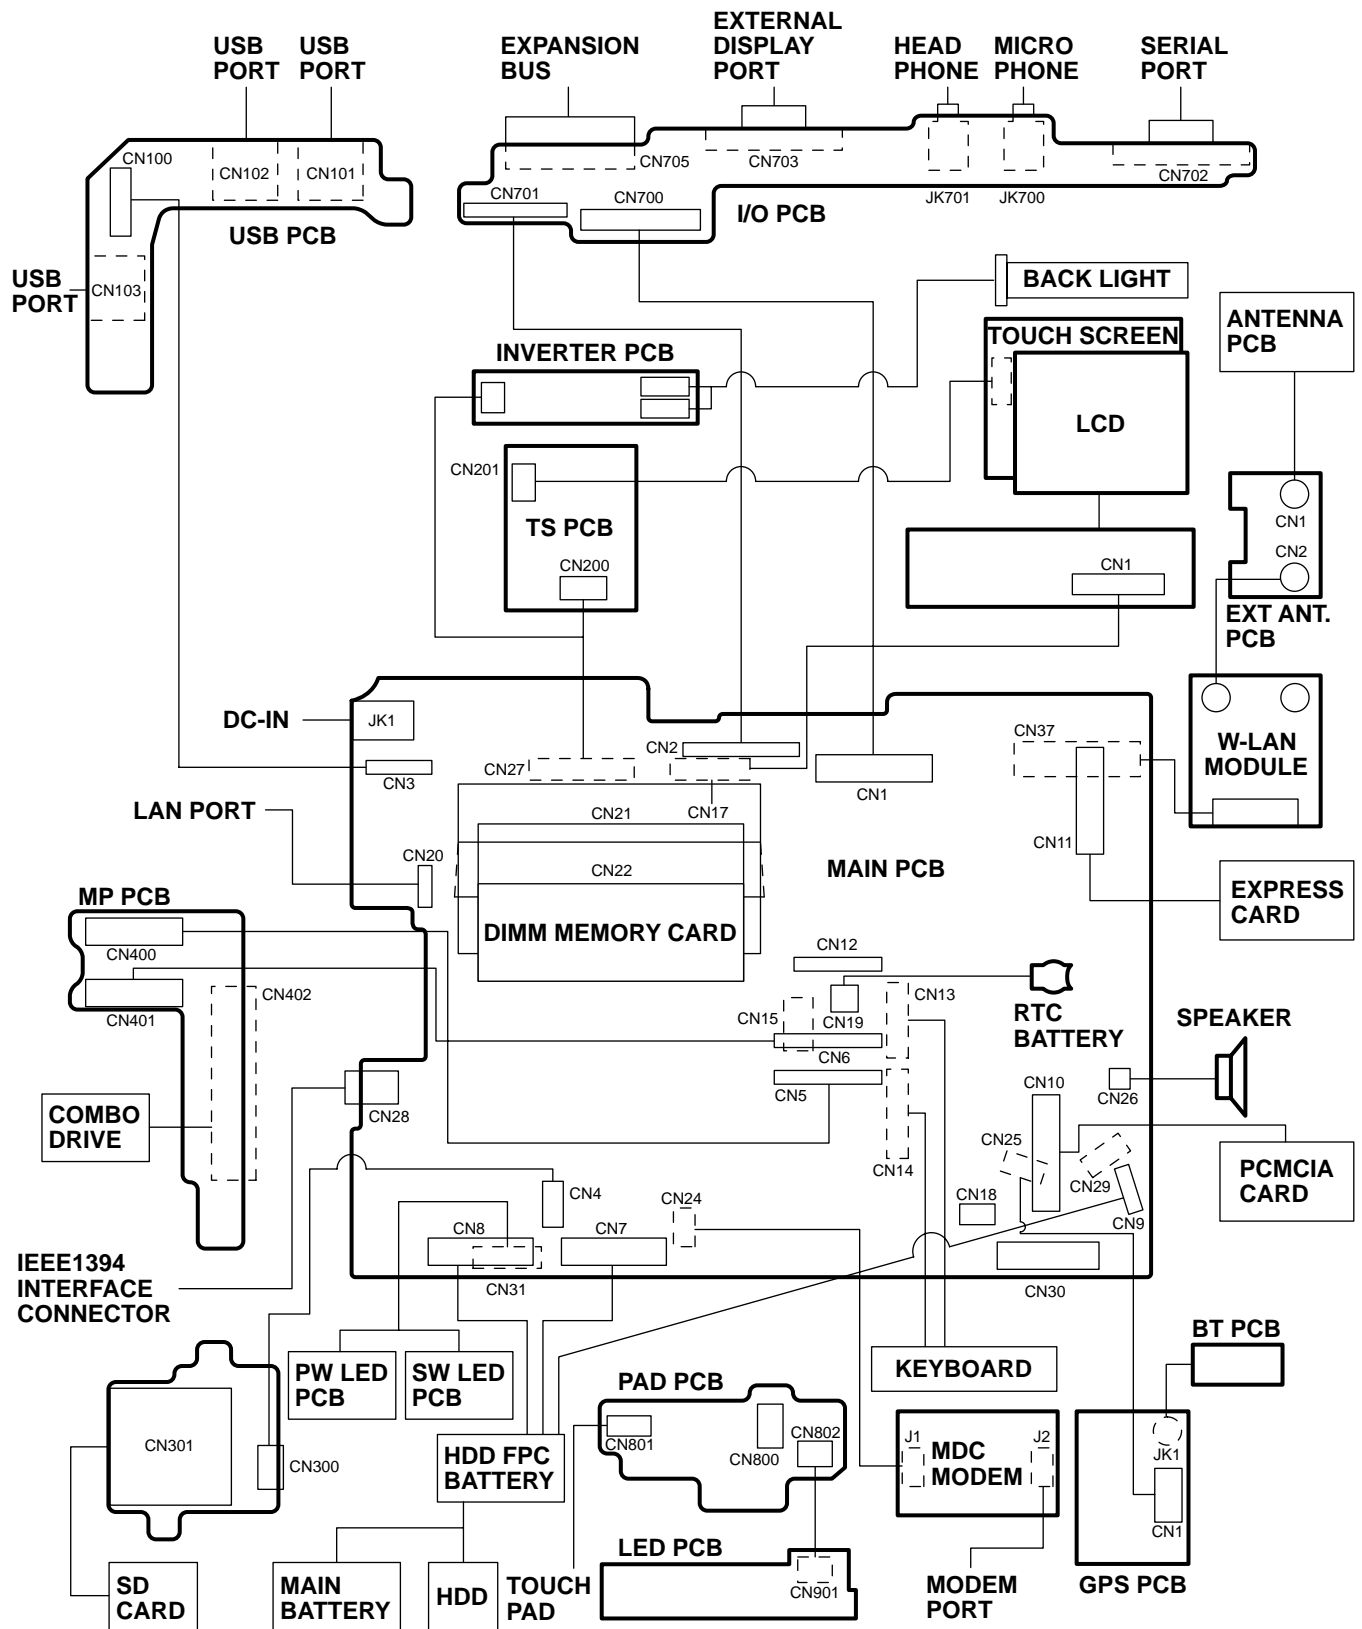 USB
PORT
USB
PORT
EXPANSION
BUS
EXTERNAL
DISPLAY
PORT
HEAD
PHONE
MICRO
PHONE
SERIAL
PORT
CN100
CN102
CN101
CN705
CN703
CN702
CN701
CN700
JK701
JK700
I/O PCB
USB PCB
USB
PORT
CN103
BACK LIGHT
ANTENNA
PCB
INVERTER PCB
TOUCH SCREEN
LCD
CN201
TS PCB
CN200
CN1
CN1
CN2
EXT ANT.
PCB
DC-IN
JK1
CN3
CN27
CN2
CN17
CN1
CN37
CN11
W-LAN
MODULE
LAN PORT
CN20
CN21
CN22
DIMM MEMORY CARD
MAIN PCB
EXPRESS
CARD
MP PCB
CN400
CN401
CN402
CN12
CN15
CN19
CN13
CN6
CN5
CN14
RTC
BATTERY
SPEAKER
CN26
CN10
CN25
CN29
CN9
PCMCIA
CARD
COMBO
DRIVE
CN28
CN4
CN24
CN18
CN8
CN7
CN31
CN30
IEEE1394
INTERFACE
CONNECTOR
PW LED
PCB
SW LED
PCB
KEYBOARD
BT PCB
PAD PCB
CN301
CN300
HDD FPC
BATTERY
CN801
CN800
CN802
J1
MDC
MODEM
J2
JK1
CN1
SD
CARD
MAIN
BATTERY
HDD
TOUCH
PAD
LED PCB
CN901
MODEM
PORT
GPS PCB